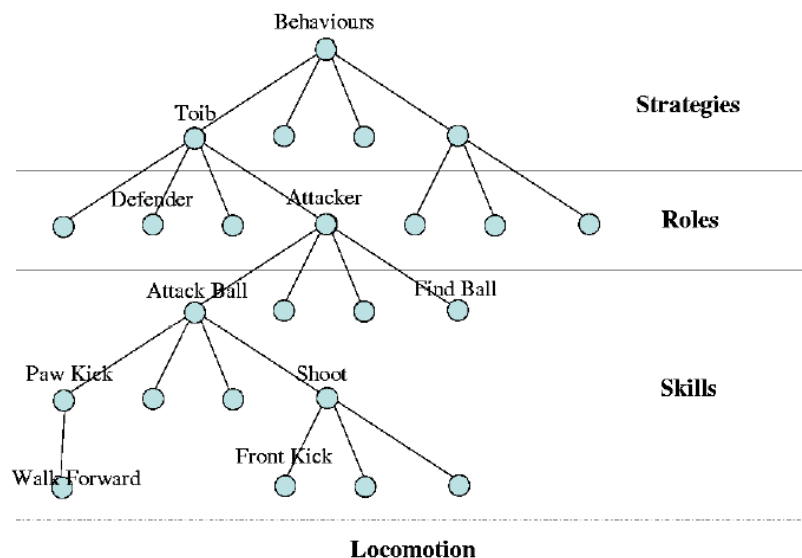 Behaviours
Toib
Strategies
Defender
Attacker
Roles
Attack Ball
Find Ball
Paw Kick
Shoot
Skills
Front Kick
Walk Forward
Locomotion